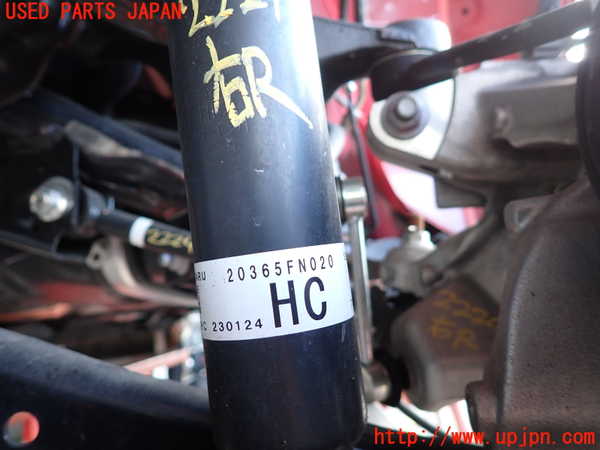 USED PARTS JAPAN
右R
20365FN020
HC
230124
右R
http://www.upjpn.com